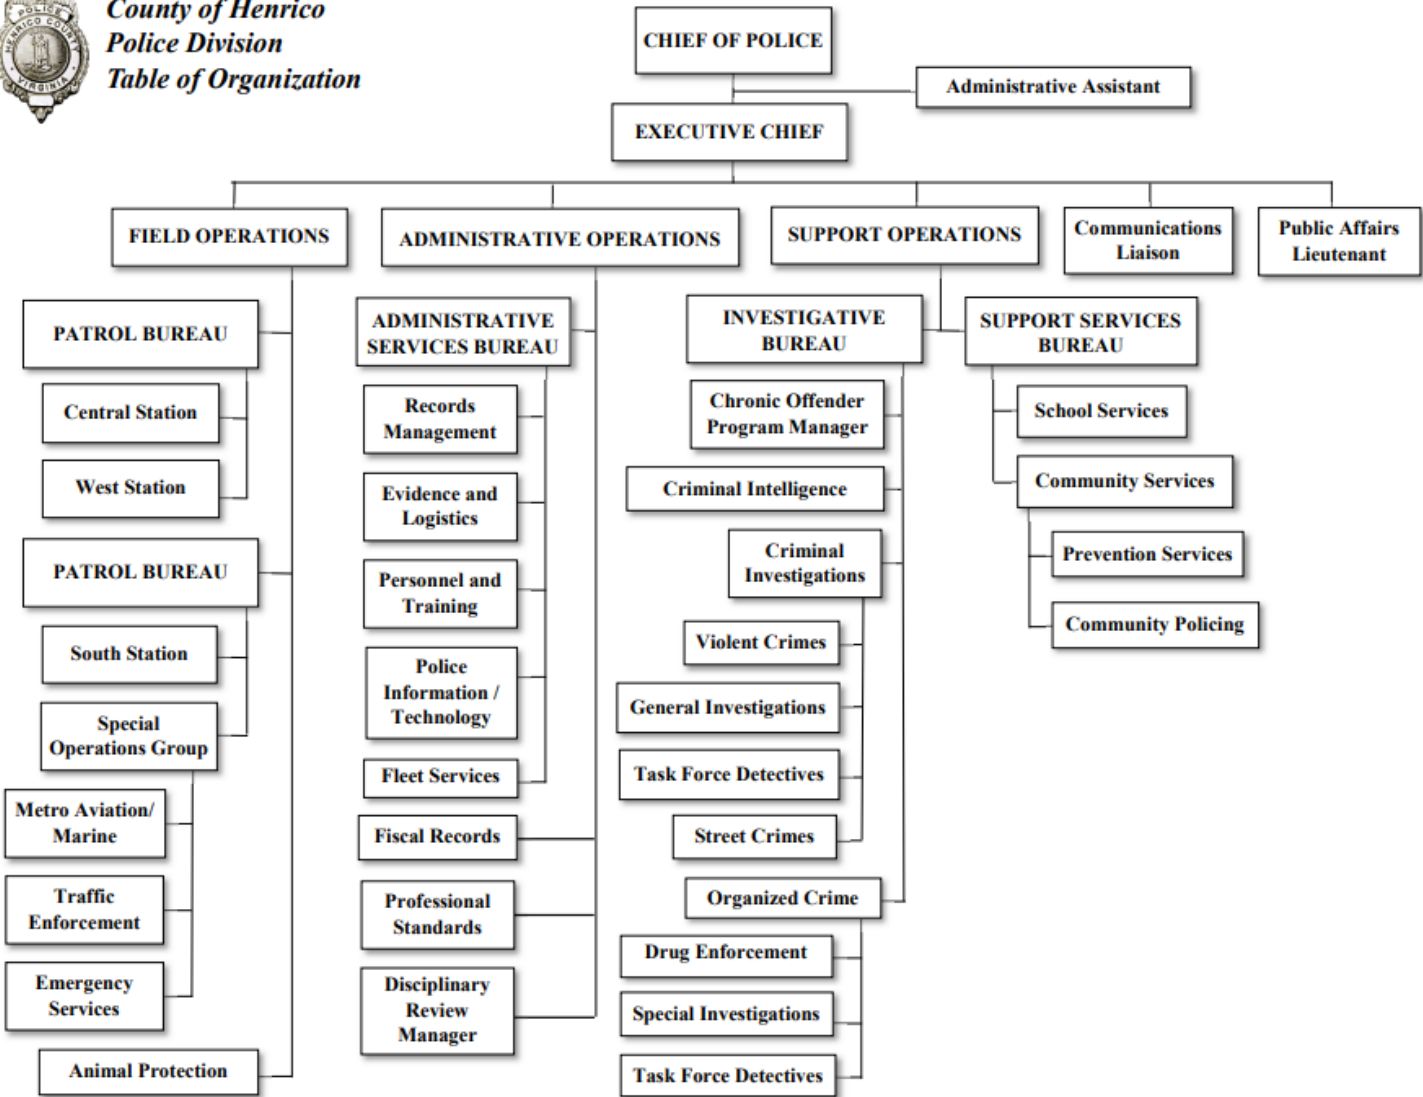 County of Henrico
Police Division
Table of Organization
POLICE
HENRICO COUNTY
VIRGINIA
CHIEF OF POLICE
Administrative Assistant
EXECUTIVE CHIEF
FIELD OPERATIONS
ADMINISTRATIVE OPERATIONS
SUPPORT OPERATIONS
Communications
Liaison
Public Affairs
Lieutenant
PATROL BUREAU
Central Station
West Station
PATROL BUREAU
South Station
Special
Operations Group
Metro Aviation/
Marine
Traffic
Enforcement
Emergency
Services
Animal Protection
ADMINISTRATIVE
SERVICES BUREAU
Records
Management
Evidence and
Logistics
Personnel and
Training
Police
Information /
Technology
Fleet Services
Fiscal Records
Professional
Standards
Disciplinary
Review
Manager
INVESTIGATIVE
BUREAU
Chronic Offender
Program Manager
Criminal Intelligence
Criminal
Investigations
Violent Crimes
General Investigations
Task Force Detectives
Street Crimes
Organized Crime
Drug Enforcement
Special Investigations
Task Force Detectives
SUPPORT SERVICES
BUREAU
School Services
Community Services
Prevention Services
Community Policing